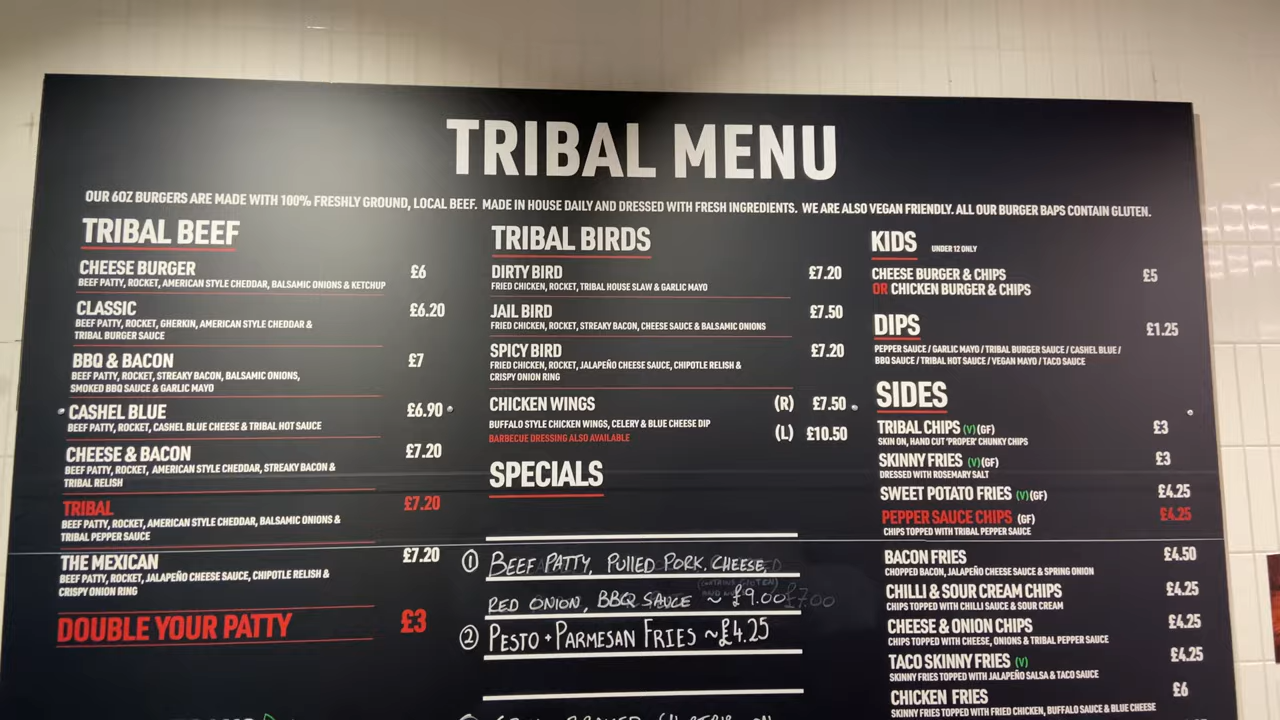 TRIBAL MENU
OUR 6OZ BURGERS ARE MADE WITH 100% FRESHLY GROUND, LOCAL BEEF. MADE IN HOUSE DAILY AND DRESSED WITH FRESH INGREDIENTS. WE ARE ALSO VEGAN FRIENDLY. ALL OUR BURGER BAPS CONTAIN GLUTEN.
TRIBAL BEEF
CHEESE BURGER £6
BEEF PATTY, ROCKET, AMERICAN STYLE CHEDDAR, BALSAMIC ONIONS & KETCHUP
CLASSIC £6.20
BEEF PATTY, ROCKET, GHERKIN, AMERICAN STYLE CHEDDAR &
TRIBAL BURGER SAUCE
BBQ & BACON £7
BEEF PATTY, ROCKET, STREAKY BACON, BALSAMIC ONIONS,
SMOKED BBQ SAUCE & GARLIC MAYO
CASHEL BLUE £6.90
BEEF PATTY, ROCKET, CASHEL BLUE CHEESE & TRIBAL HOT SAUCE
CHEESE & BACON £7.20
BEEF PATTY, ROCKET, AMERICAN STYLE CHEDDAR, STREAKY BACON &
TRIBAL RELISH
TRIBAL £7.20
BEEF PATTY, ROCKET, AMERICAN STYLE CHEDDAR, BALSAMIC ONIONS &
TRIBAL PEPPER SAUCE
THE MEXICAN £7.20
BEEF PATTY, ROCKET, JALAPEÑO CHEESE SAUCE, CHIPOTLE RELISH &
CRISPY ONION RING
DOUBLE YOUR PATTY £3
TRIBAL BIRDS
DIRTY BIRD £7.20
FRIED CHICKEN, ROCKET, TRIBAL HOUSE SLAW & GARLIC MAYO
JAIL BIRD £7.50
FRIED CHICKEN, ROCKET, STREAKY BACON, CHEESE SAUCE & BALSAMIC ONIONS
SPICY BIRD £7.20
FRIED CHICKEN, ROCKET, JALAPEÑO CHEESE SAUCE, CHIPOTLE RELISH &
CRISPY ONION RING
CHICKEN WINGS (R) £7.50
BUFFALO STYLE CHICKEN WINGS, CELERY & BLUE CHEESE DIP (L) £10.50
BARBECUE DRESSING ALSO AVAILABLE
SPECIALS
① BEEF PATTY, PULLED PORK, CHEESE,
RED ONION, BBQ SAUCE ~ £9.00 £7.00
② PESTO + PARMESAN FRIES ~ £4.25
KIDS UNDER 12 ONLY
CHEESE BURGER & CHIPS £5
OR CHICKEN BURGER & CHIPS
DIPS £1.25
PEPPER SAUCE / GARLIC MAYO / TRIBAL BURGER SAUCE / CASHEL BLUE /
BBQ SAUCE / TRIBAL HOT SAUCE / VEGAN MAYO / TACO SAUCE
SIDES
TRIBAL CHIPS (V)(GF) £3
SKIN ON, HAND CUT 'PROPER' CHUNKY CHIPS
SKINNY FRIES (V)(GF) £3
DRESSED WITH ROSEMARY SALT
SWEET POTATO FRIES (V)(GF) £4.25
PEPPER SAUCE CHIPS (GF) £4.25
CHIPS TOPPED WITH TRIBAL PEPPER SAUCE
BACON FRIES £4.50
CHOPPED BACON, JALAPEÑO CHEESE SAUCE & SPRING ONION
CHILLI & SOUR CREAM CHIPS £4.25
CHIPS TOPPED WITH CHILLI SAUCE & SOUR CREAM
CHEESE & ONION CHIPS £4.25
CHIPS TOPPED WITH CHEESE, ONIONS & TRIBAL PEPPER SAUCE
TACO SKINNY FRIES (V) £4.25
SKINNY FRIES TOPPED WITH JALAPEÑO SALSA & TACO SAUCE
CHICKEN FRIES £6
SKINNY FRIES TOPPED WITH FRIED CHICKEN, BUFFALO SAUCE & BLUE CHEESE